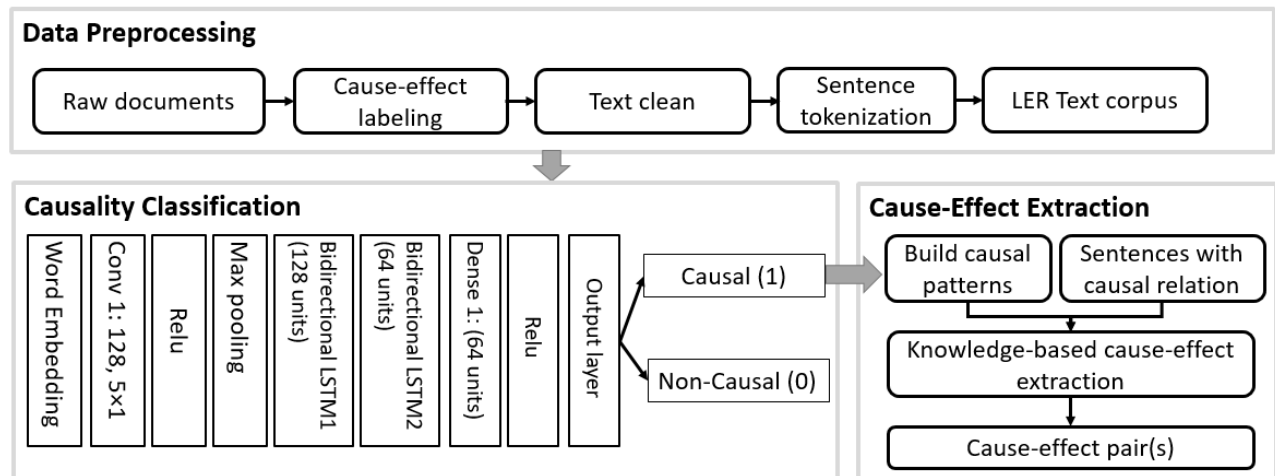 Data Preprocessing
Raw documents
Cause-effect
labeling
Text clean
Sentence
tokenization
LER Text corpus
Causality Classification
Word Embedding
Conv 1: 128, 5×1
Relu
Max pooling
Bidirectional LSTM1
(128 units)
Bidirectional LSTM2
(64 units)
Dense 1: (64 units)
Relu
Output layer
Causal (1)
Non-Causal (0)
Cause-Effect Extraction
Build causal
patterns
Sentences with
causal relation
Knowledge-based cause-effect
extraction
Cause-effect pair(s)